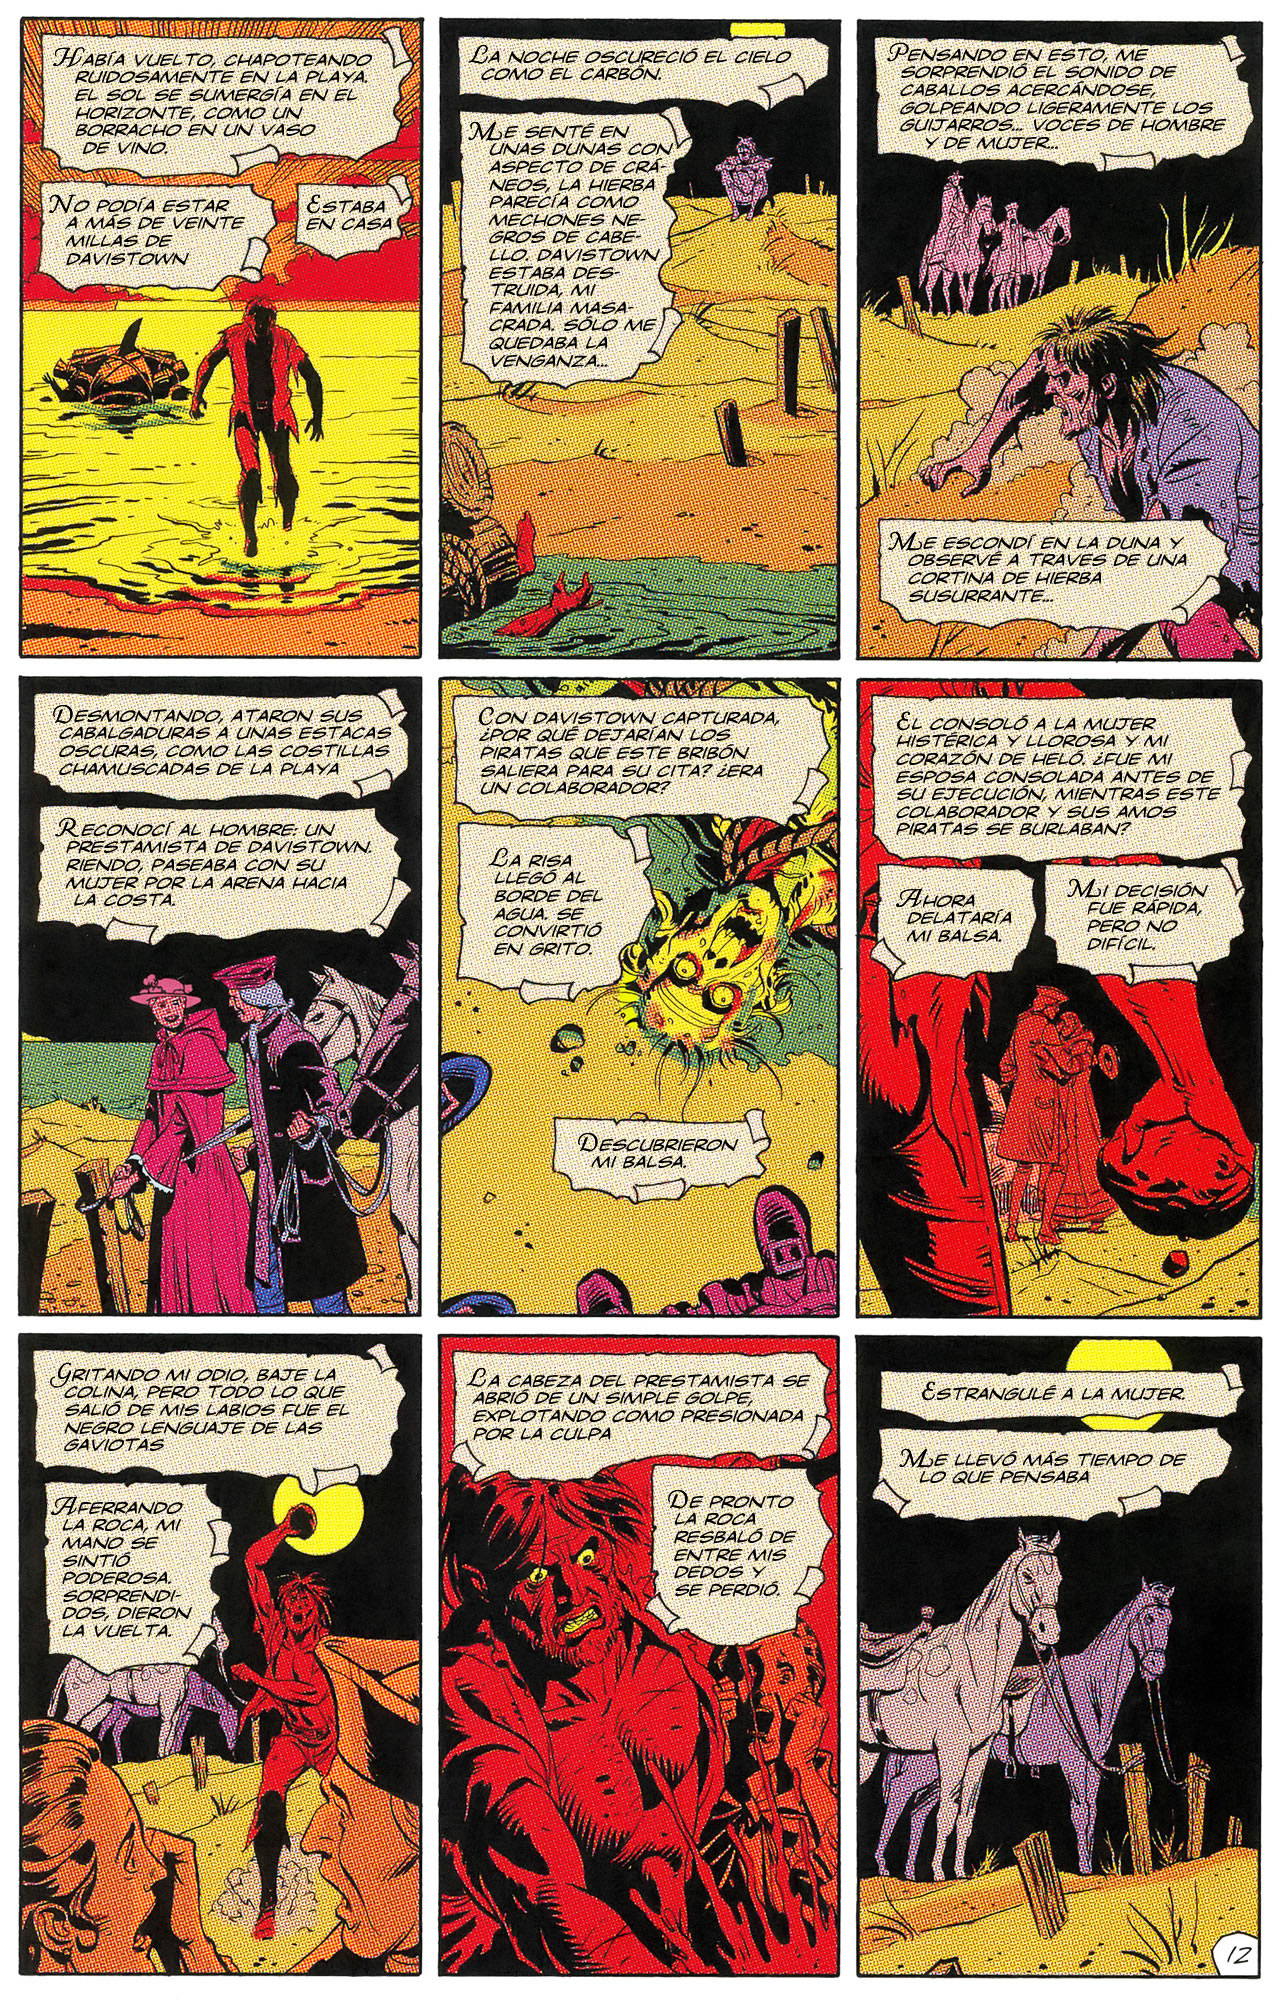 HABÍA VUELTO, CHAPOTEANDO
RUIDOSAMENTE EN LA PLAYA.
EL SOL SE SUMERGÍA EN EL
HORIZONTE, COMO UN
BORRACHO EN UN VASO
DE VINO.
NO PODÍA ESTAR
A MÁS DE VEINTE
MILLAS DE
DAVISTOWN
ESTABA
EN CASA
LA NOCHE OSCURECIÓ EL CIELO
COMO EL CARBÓN.
ME SENTÉ EN
UNAS DUNAS CON
ASPECTO DE CRÁ-
NEOS, LA HIERBA
PARECÍA COMO
MECHONES NE-
GROS DE CABE-
LLO. DAVISTOWN
ESTABA DES-
TRUIDA, MI
FAMILIA MASA-
CRADA. SÓLO ME
QUEDABA LA
VENGANZA...
PENSANDO EN ESTO, ME
SORPRENDIÓ EL SONIDO DE
CABALLOS ACERCÁNDOSE,
GOLPEANDO LIGERAMENTE LOS
GUIJARROS... VOCES DE HOMBRE
Y DE MUJER...
ME ESCONDÍ EN LA DUNA Y
OBSERVÉ A TRAVES DE UNA
CORTINA DE HIERBA
SUSURRANTE...
DESMONTANDO, ATARON SUS
CABALGADURAS A UNAS ESTACAS
OSCURAS, COMO LAS COSTILLAS
CHAMUSCADAS DE LA PLAYA
RECONOCÍ AL HOMBRE: UN
PRESTAMISTA DE DAVISTOWN.
RIENDO, PASEABA CON SU
MUJER POR LA ARENA HACIA
LA COSTA.
CON DAVISTOWN CAPTURADA,
¿POR QUÉ DEJARÍAN LOS
PIRATAS QUE ESTE BRIBÓN
SALIERA PARA SU CITA? ¿ERA
UN COLABORADOR?
LA RISA
LLEGÓ AL
BORDE DEL
AGUA. SE
CONVIRTIÓ
EN GRITO.
DESCUBRIERON
MI BALSA.
EL CONSOLÓ A LA MUJER
HISTÉRICA Y LLOROSA Y MI
CORAZÓN DE HELÓ. ¿FUE MI
ESPOSA CONSOLADA ANTES DE
SU EJECUCIÓN, MIENTRAS ESTE
COLABORADOR Y SUS AMOS
PIRATAS SE BURLABAN?
AHORA
DELATARÍA
MI BALSA.
MI DECISIÓN
FUE RÁPIDA,
PERO NO
DIFÍCIL.
GRITANDO MI ODIO, BAJE LA
COLINA, PERO TODO LO QUE
SALIÓ DE MIS LABIOS FUE EL
NEGRO LENGUAJE DE LAS
GAVIOTAS
AFERRANDO
LA ROCA, MI
MANO SE
SINTIÓ
PODEROSA.
SORPRENDI-
DOS, DIERON
LA VUELTA.
LA CABEZA DEL PRESTAMISTA SE
ABRIÓ DE UN SIMPLE GOLPE,
EXPLOTANDO COMO PRESIONADA
POR LA CULPA
DE PRONTO
LA ROCA
RESBALÓ DE
ENTRE MIS
DEDOS Y
SE PERDIÓ.
ESTRANGULÉ A LA MUJER.
ME LLEVÓ MÁS TIEMPO DE
LO QUE PENSABA
12